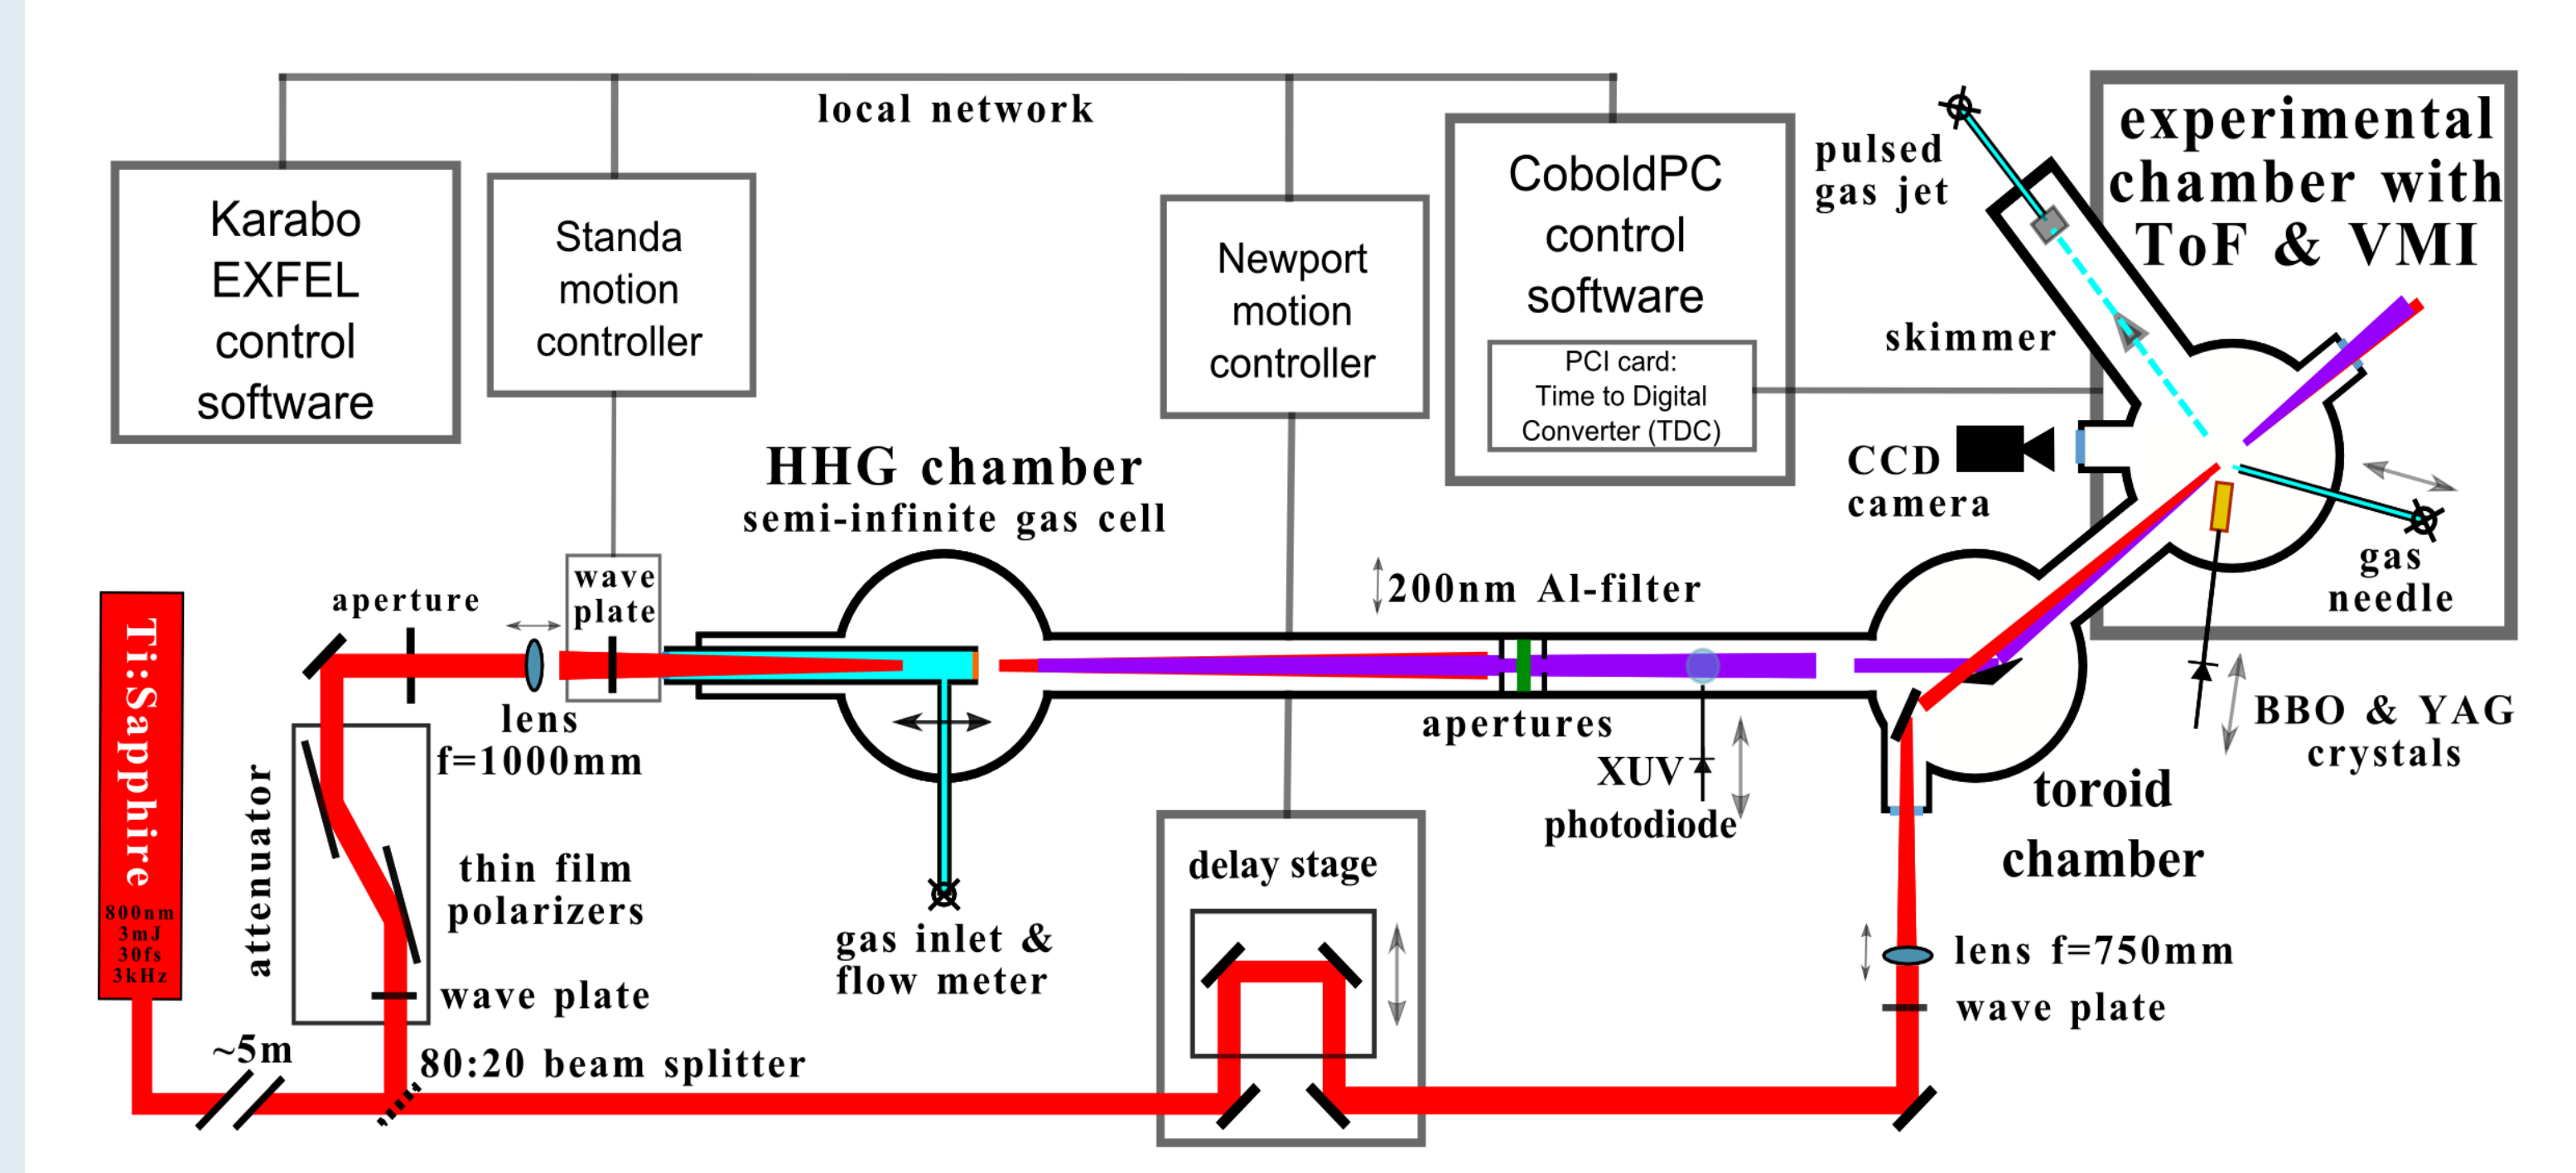 local network
Karabo
EXFEL
control
software
Standa
motion
controller
Newport
motion
controller
CoboldPC
control
software
PCI card:
Time to Digital
Converter (TDC)
pulsed
gas jet
experimental
chamber with
ToF & VMI
skimmer
CCD
camera
gas
needle
BBO & YAG
crystals
HHG chamber
semi-infinite gas cell
200nm Al-filter
apertures
XUV
photodiode
toroid
chamber
wave
plate
aperture
lens
f=1000mm
Ti:Sapphire
800nm
3mJ
30fs
3kHz
attenuator
thin film
polarizers
wave plate
gas inlet &
flow meter
delay stage
lens f=750mm
wave plate
~5m
80:20 beam splitter